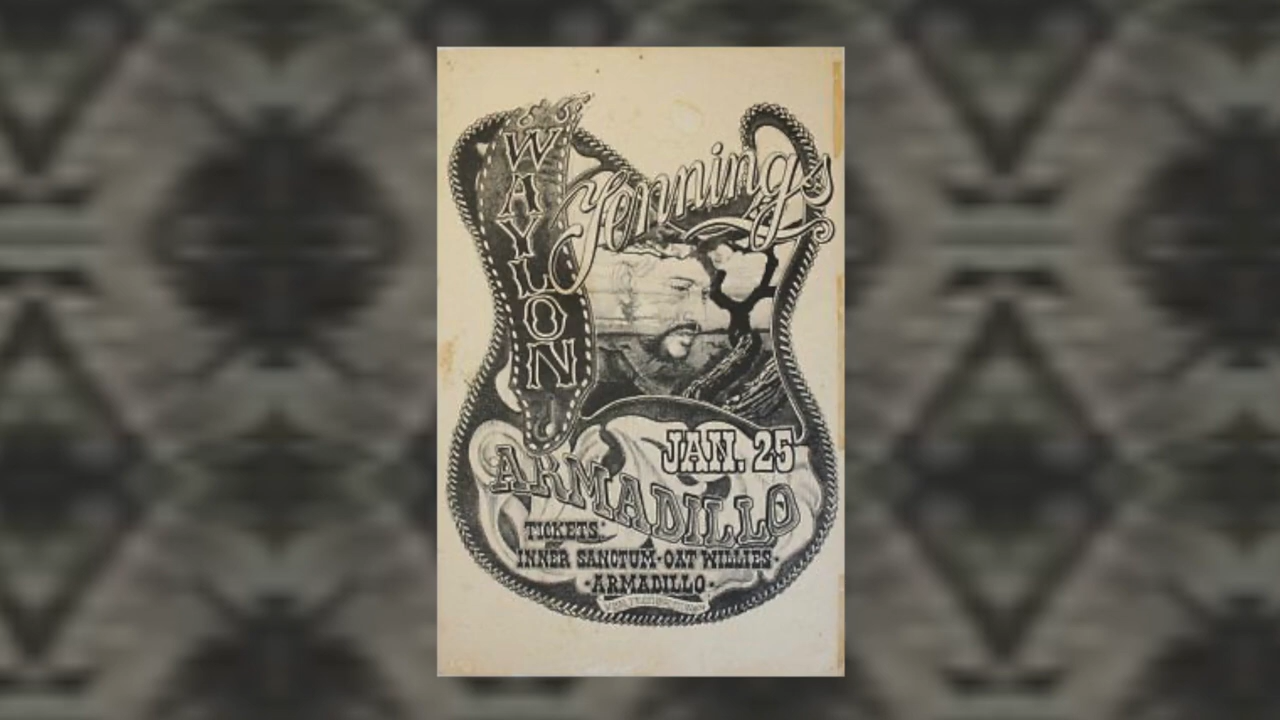 WAYLON
Jennings
JAN. 25
ARMADILLO
TICKETS:
INNER SANCTUM · OAT WILLIES ·
· ARMADILLO ·